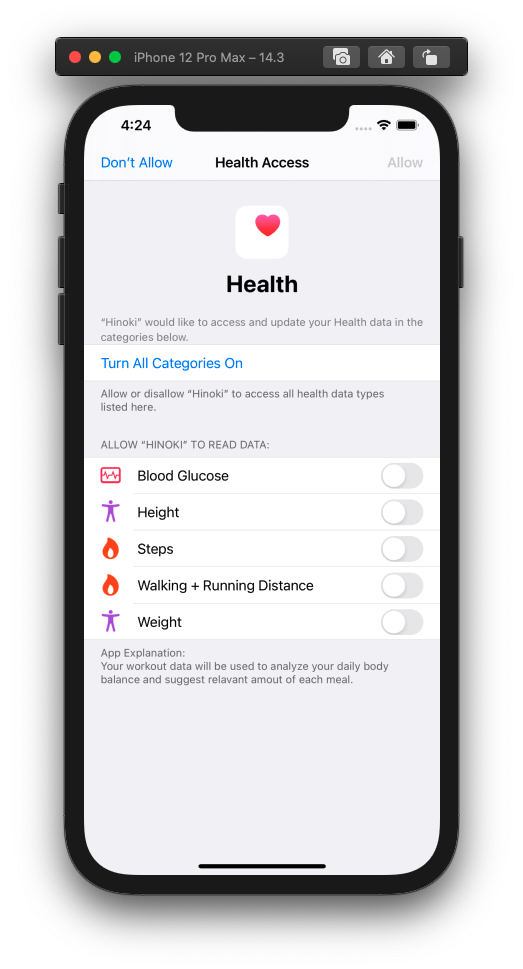 iPhone 12 Pro Max – 14.3
4:24
Don’t Allow
Health Access
Allow
Health
“Hinoki” would like to access and update your Health data in the
categories below.
Turn All Categories On
Allow or disallow “Hinoki” to access all health data types
listed here.
ALLOW “HINOKI” TO READ DATA:
Blood Glucose
Height
Steps
Walking + Running Distance
Weight
App Explanation:
Your workout data will be used to analyze your daily body
balance and suggest relavant amout of each meal.